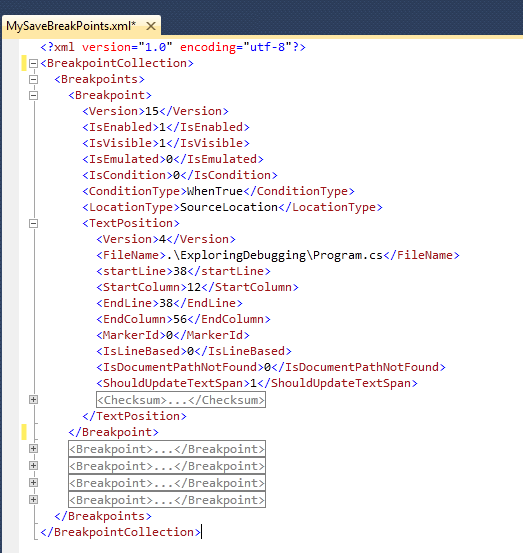 MySaveBreakPoints.xml*
<?xml version="1.0" encoding="utf-8"?>
<BreakpointCollection>
<Breakpoints>
<Breakpoint>
<Version>15</Version>
<IsEnabled>1</IsEnabled>
<IsVisible>1</IsVisible>
<IsEmulated>0</IsEmulated>
<IsCondition>0</IsCondition>
<ConditionType>WhenTrue</ConditionType>
<LocationType>SourceLocation</LocationType>
<TextPosition>
<Version>4</Version>
<FileName>.\ExploringDebugging\Program.cs</FileName>
<startLine>38</startLine>
<StartColumn>12</StartColumn>
<EndLine>38</EndLine>
<EndColumn>56</EndColumn>
<MarkerId>0</MarkerId>
<IsLineBased>0</IsLineBased>
<IsDocumentPathNotFound>0</IsDocumentPathNotFound>
<ShouldUpdateTextSpan>1</ShouldUpdateTextSpan>
<Checksum>...</Checksum>
</TextPosition>
</Breakpoint>
<Breakpoint>...</Breakpoint>
<Breakpoint>...</Breakpoint>
<Breakpoint>...</Breakpoint>
<Breakpoint>...</Breakpoint>
</Breakpoints>
</BreakpointCollection>